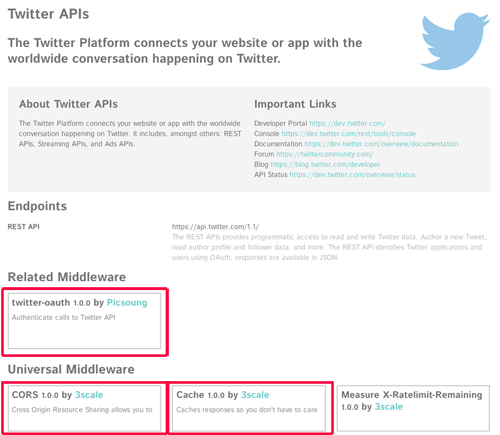 Twitter APIs
The Twitter Platform connects your website or app with the
worldwide conversation happening on Twitter.
About Twitter APIs
The Twitter Platform connects your website or app with the worldwide
conversation happening on Twitter. It includes, amongst others: REST
APIs, Streaming APIs, and Ads APIs.
Important Links
Developer Portal https://dev.twitter.com/
Console https://dev.twitter.com/rest/tools/console
Documentation https://dev.twitter.com/overview/documentation
Forum https://twittercommunity.com/
Blog https://blog.twitter.com/developer
API Status https://dev.twitter.com/overview/status
Endpoints
REST API
https://api.twitter.com/1.1/
The REST APIs provides programmatic access to read and write Twitter data. Author a new Tweet,
read author profile and follower data, and more. The REST API identifies Twitter applications and
users using OAuth; responses are available in JSON.
Related Middleware
twitter-oauth 1.0.0 by Picsoung
Authenticate calls to Twitter API
Universal Middleware
CORS 1.0.0 by 3scale
Cross Origin Resource Sharing allows you to
Cache 1.0.0 by 3scale
Caches responses so you don't have to care
Measure X-Ratelimit-Remaining
1.0.0 by 3scale